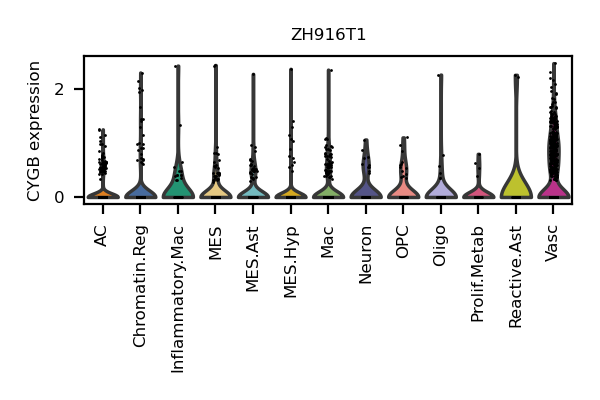 ZH916T1
CYGB expression
2
0
AC
Chromatin.Reg
Inflammatory.Mac
MES
MES.Ast
MES.Hyp
Mac
Neuron
OPC
Oligo
Prolif.Metab
Reactive.Ast
Vasc